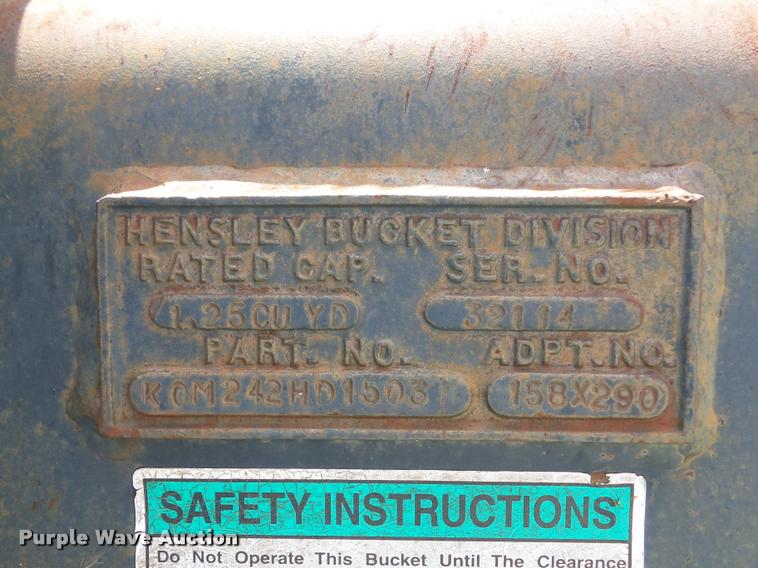 HENSLEY BUCKET DIVISION
RATED CAP. SER. NO.
1.25CU YD 32114
PART. NO. ADPT. NO.
KOM242HD1503 158X290
SAFETY INSTRUCTIONS
Do Not Operate This Bucket Until The Clearance
Purple Wave Auction